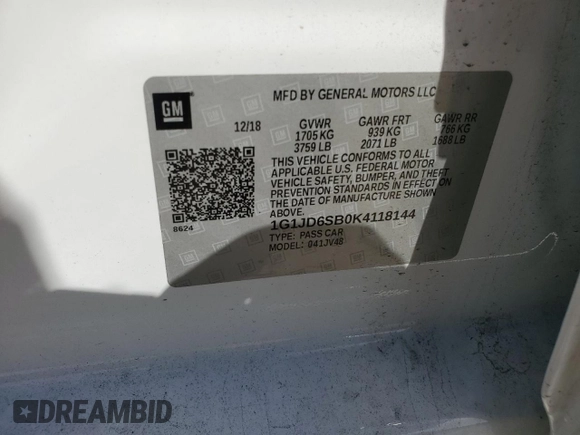 GM
MFD BY GENERAL MOTORS LLC
12/18 GVWR GAWR FRT GAWR RR
1705 KG 939 KG 766 KG
3759 LB 2071 LB 1688 LB
THIS VEHICLE CONFORMS TO ALL
APPLICABLE U.S. FEDERAL MOTOR
VEHICLE SAFETY, BUMPER, AND THEFT
PREVENTION STANDARDS IN EFFECT ON
THE DATE OF MANUFACTURE SHOWN
ABOVE.
8624
1G1JD6SB0K4118144
TYPE: PASS CAR
MODEL: 041JV48
DREAMBID